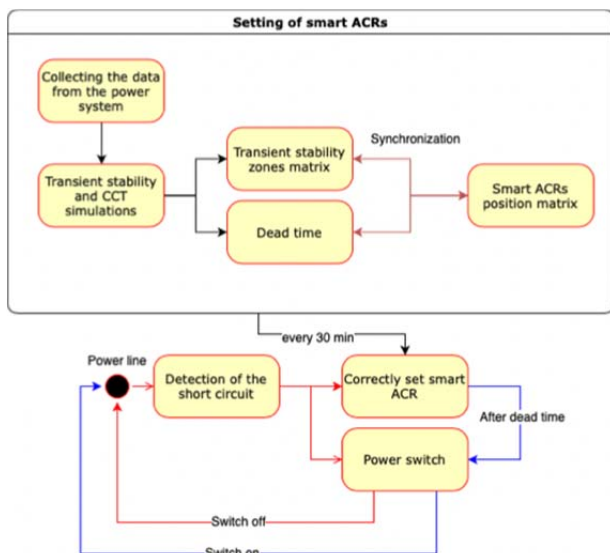 Setting of smart ACRs
Collecting the data
from the power
system
Transient stability
and CCT
simulations
Transient stability
zones matrix
Dead time
Synchronization
Smart ACRs
position matrix
every 30 min
Power line
Detection of the
short circuit
Correctly set smart
ACR
After dead time
Power switch
Switch off
Switch on